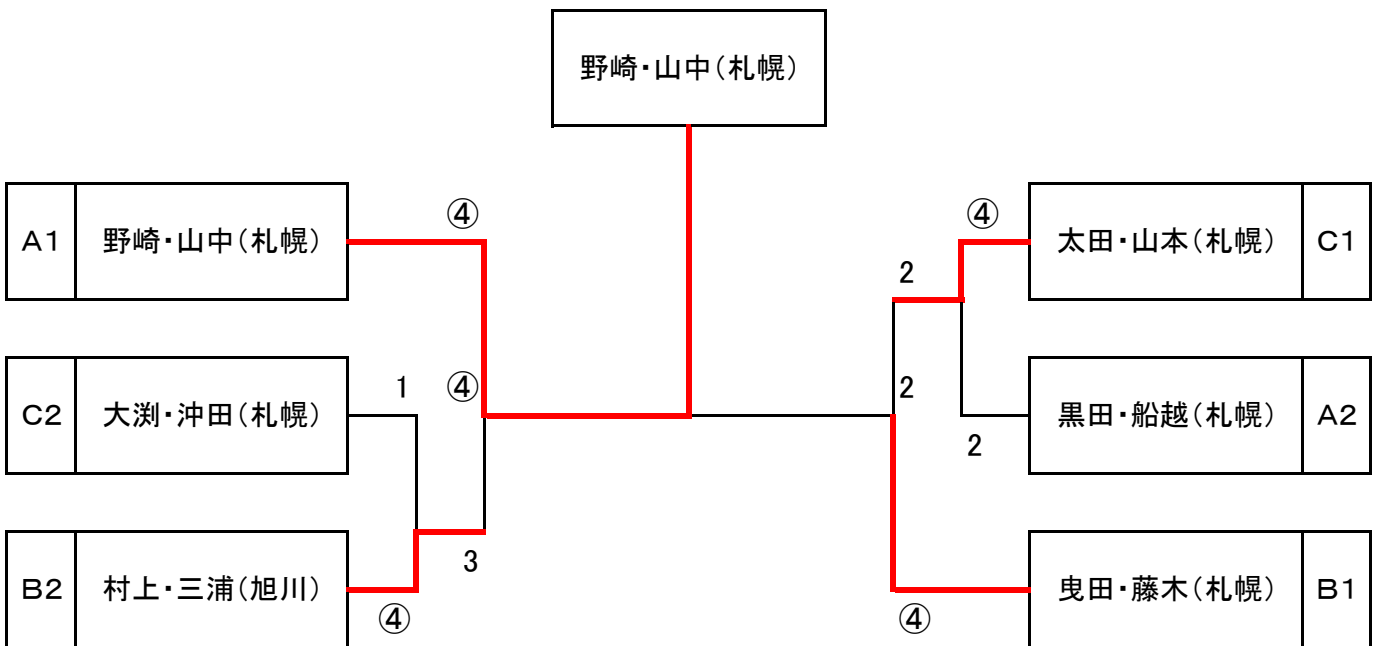 野崎・山中(札幌)
A1 野崎・山中(札幌) ④ ④ 太田・山本(札幌) C1
2
C2 大渕・沖田(札幌) 1 ④ 2 黒田・船越(札幌) A2
2
3
B2 村上・三浦(旭川) ④ ④ 曳田・藤木(札幌) B1